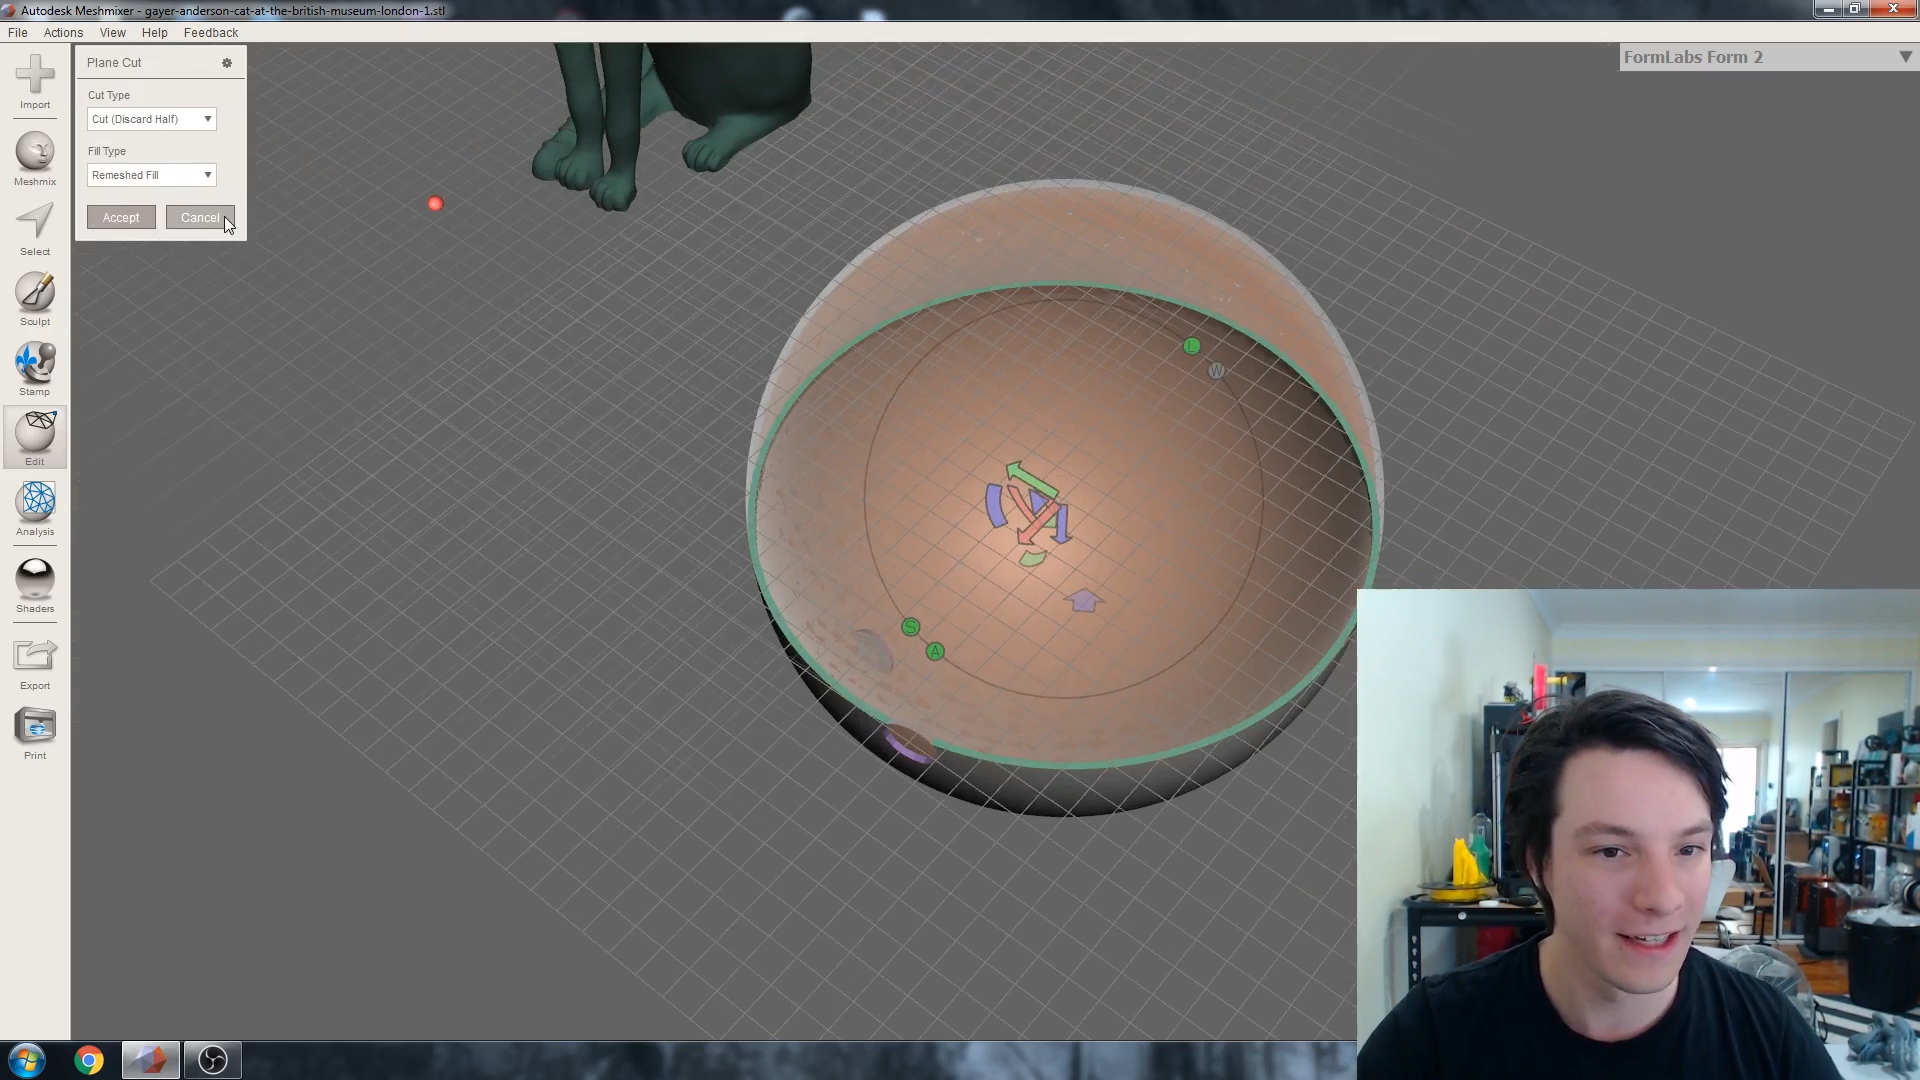 Autodesk Meshmixer - gayer-anderson-cat-at-the-british-museum-london-1.stl
File Actions View Help Feedback
Import
Meshmix
Select
Sculpt
Stamp
Edit
Analysis
Shaders
Export
Print
Plane Cut
Cut Type
Cut (Discard Half)
Fill Type
Remeshed Fill
Accept Cancel
FormLabs Form 2
L
W
S
A